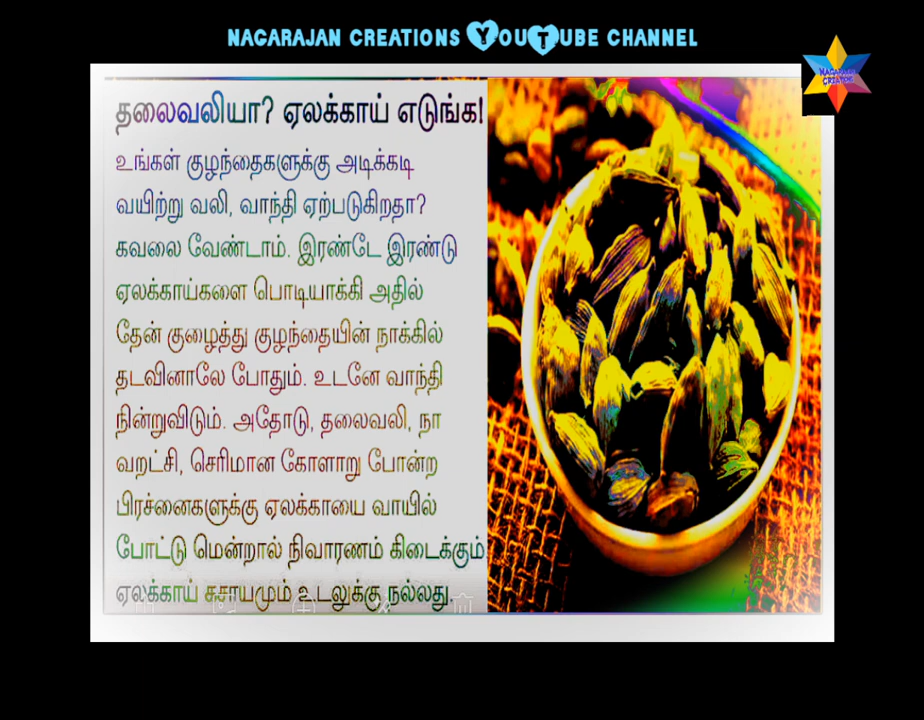 NAGARAJAN CREATIONS YOUTUBE CHANNEL
NAGARAJAN
CREATIONS
தலைவலியா? ஏலக்காய் எடுங்க!
உங்கள் குழந்தைகளுக்கு அடிக்கடி
வயிற்று வலி, வாந்தி ஏற்படுகிறதா?
கவலை வேண்டாம். இரண்டே இரண்டு
ஏலக்காய்களை பொடியாக்கி அதில்
தேன் குழைத்து குழந்தையின் நாக்கில்
தடவினாலே போதும். உடனே வாந்தி
நின்றுவிடும். அதோடு, தலைவலி, நா
வறட்சி, செரிமான கோளாறு போன்ற
பிரச்னைகளுக்கு ஏலக்காயை வாயில்
போட்டு மென்றால் நிவாரணம் கிடைக்கும்.
ஏலக்காய் கசாயமும் உடலுக்கு நல்லது.